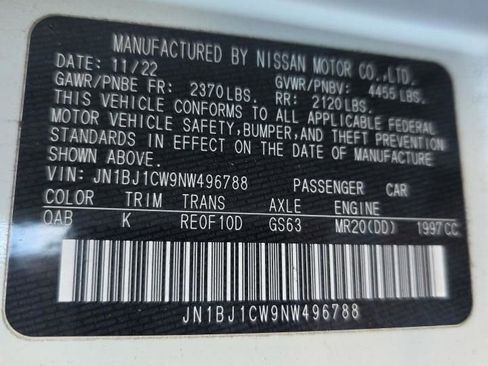 MANUFACTURED BY NISSAN MOTOR CO.,LTD.
DATE: 11/22 GVWR/PNBV: 4455 LBS.
GAWR/PNBE FR: 2370LBS. RR: 2120LBS.
THIS VEHICLE CONFORMS TO ALL APPLICABLE FEDERAL
MOTOR VEHICLE SAFETY,BUMPER,AND THEFT PREVENTION
STANDARDS IN EFFECT ON THE DATE OF MANUFACTURE
SHOWN ABOVE.
VIN: JN1BJ1CW9NW496788 PASSENGER CAR
COLOR TRIM TRANS AXLE ENGINE
QAB K RE0F10D GS63 MR20(DD) 1997CC
JN1BJ1CW9NW496788